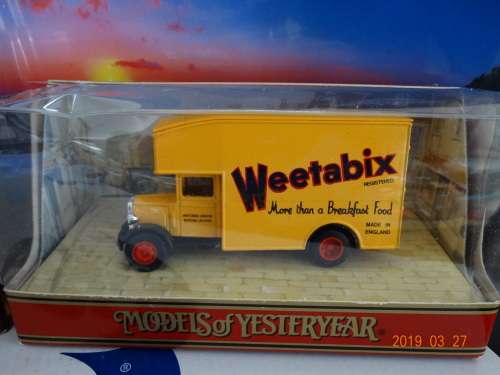 Weetabix
REGISTERED
More than a Breakfast Food
MADE IN
ENGLAND
MODELS of YESTERYEAR®
2019 03 27
®